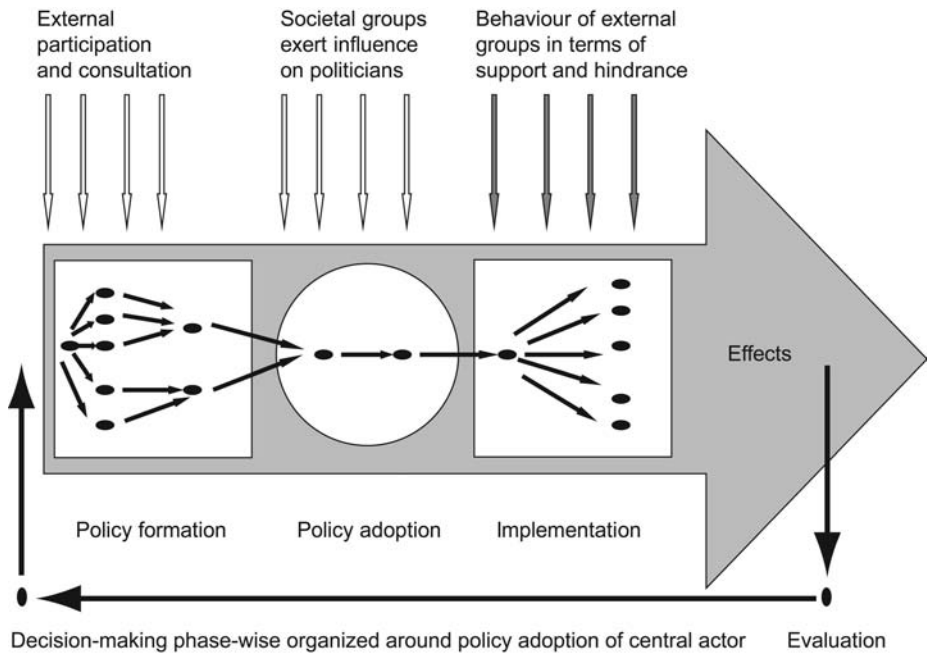 External
participation
and consultation
Societal groups
exert influence
on politicians
Behaviour of external
groups in terms of
support and hindrance
Effects
Policy formation
Policy adoption
Implementation
Decision-making phase-wise organized around policy adoption of central actor
Evaluation